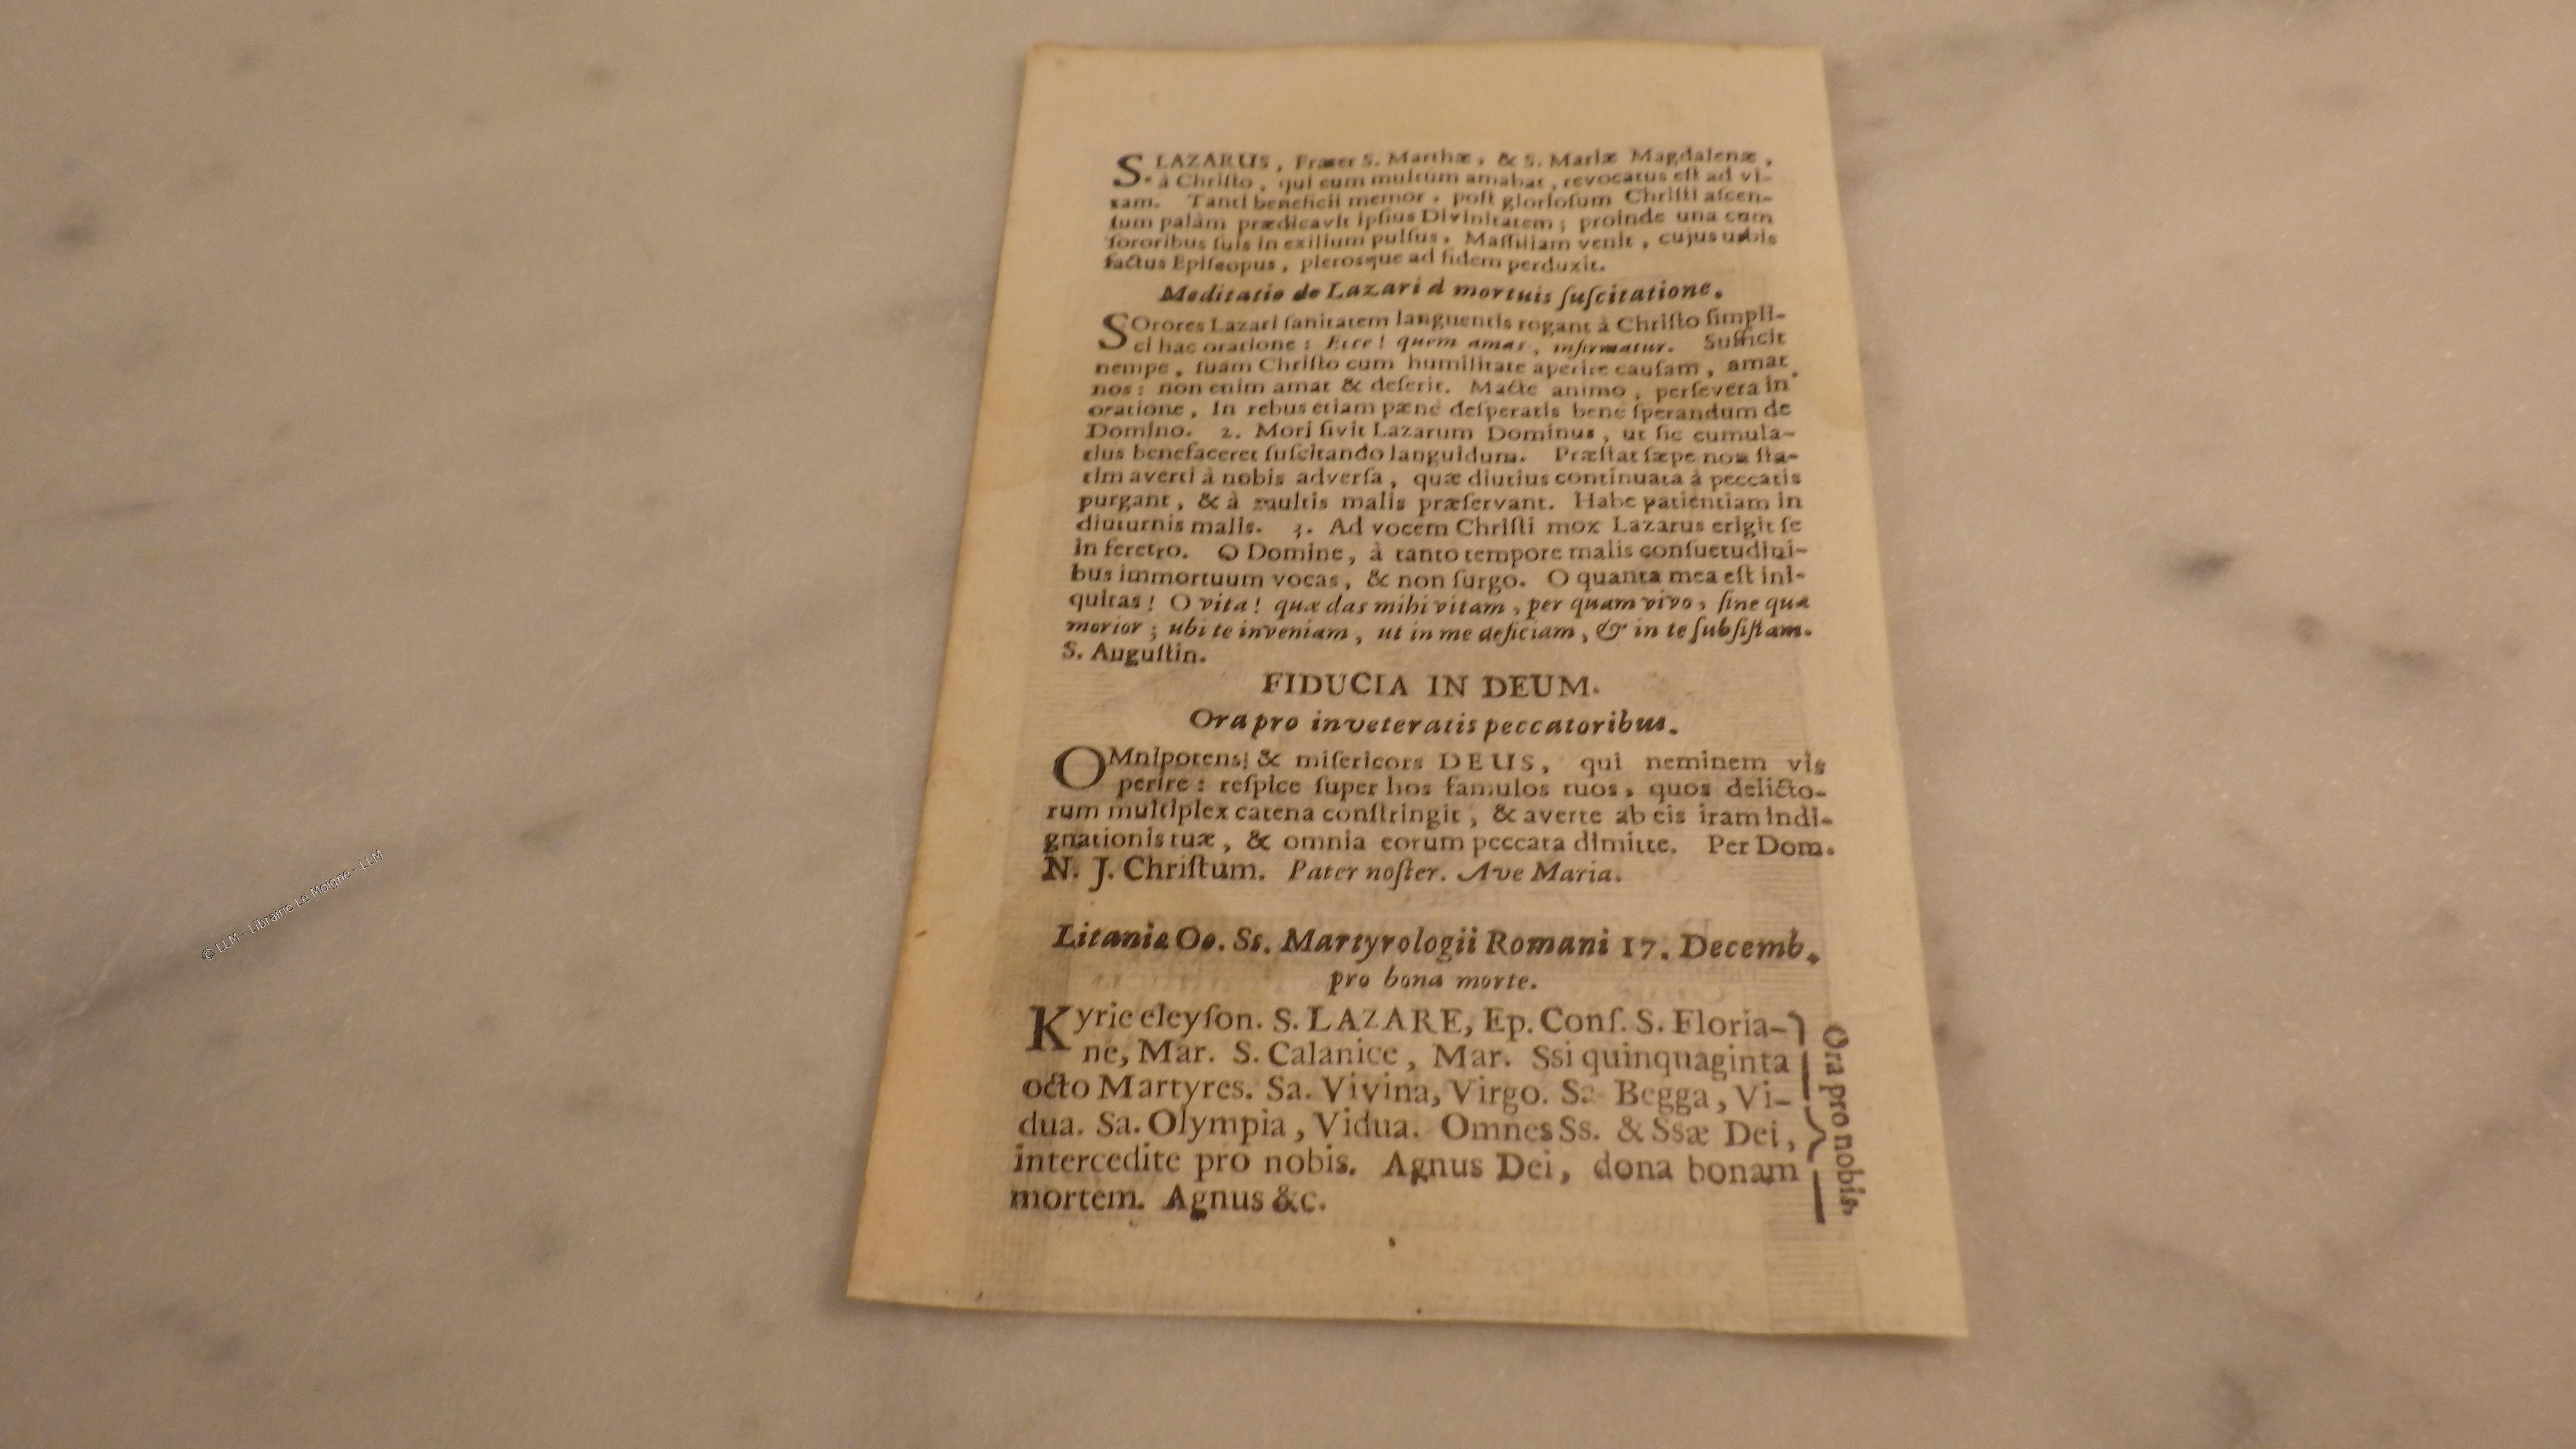 S. LAZARUS, Frater S. Marthæ, & S. Mariæ Magdalenæ,
à Chriſto, qui eum multum amabat, revocatus eſt ad vi-
tam. Tanti beneficii memor, poſt glorioſum Chriſti aſcen-
ſum palàm prædicavit ipſius Divinitatem; proinde una cum
ſororibus ſuis in exilium pulſus, Maſſiliam venit, cujus urbis
factus Epiſcopus, plerosque ad fidem perduxit.
Meditatio de Lazari à mortuis ſuſcitatione.
SOrores Lazari ſanitatem languentis rogant à Chriſto ſimpli-
ci hac oratione: Ecce! quem amas, infirmatur. Sufficit
nempe, ſuam Chriſto cum humilitate aperire cauſam, amat
nos: non enim amat & deſerit. Macte animo, perſevera in
oratione, In rebus etiam pæne deſperatis bene ſperandum de
Domino. 2. Mori ſivit Lazarum Dominus, ut ſic cumula-
tius benefaceret ſuſcitando languidum. Præſtat ſæpe non ſta-
tim averti à nobis adverſa, quæ diutius continuata à peccatis
purgant, & à multis malis præſervant. Habe patientiam in
diuturnis malis. 3. Ad vocem Chriſti mox Lazarus erigit ſe
in feretro. O Domine, à tanto tempore malis conſuetudini-
bus immortuum vocas, & non ſurgo. O quanta mea eſt ini-
quitas! O vita! quæ das mihi vitam, per quam vivo, ſine qua
morior; ubi te inveniam, ut in me deficiam, & in te ſubſiſtam.
S. Auguſtin.
FIDUCIA IN DEUM.
Ora pro inveteratis peccatoribus.
OMnipotens! & miſericors DEUS, qui neminem vis
perire: reſpice ſuper hos famulos tuos, quos delicto-
rum multiplex catena conſtringit, & averte ab eis iram indi-
gnationis tuæ, & omnia eorum peccata dimitte. Per Dom.
N. J. Chriſtum. Pater noſter. Ave Maria.
Litaniæ Oo. Ss. Martyrologii Romani 17. Decemb.
pro bona morte.
Kyrie eleyſon. S. LAZARE, Ep. Conſ. S. Floria-
ne, Mar. S. Calanice, Mar. Ssi quinquaginta
octo Martyres. Sa. Vivina, Virgo. Sa Begga, Vi-
dua. Sa. Olympia, Vidua. Omnes Ss. & Ssæ Dei,
intercedite pro nobis. Agnus Dei, dona bonam
mortem. Agnus &c.
Ora pro nobis.
© LLM - Librairie Le Moigne - LLM